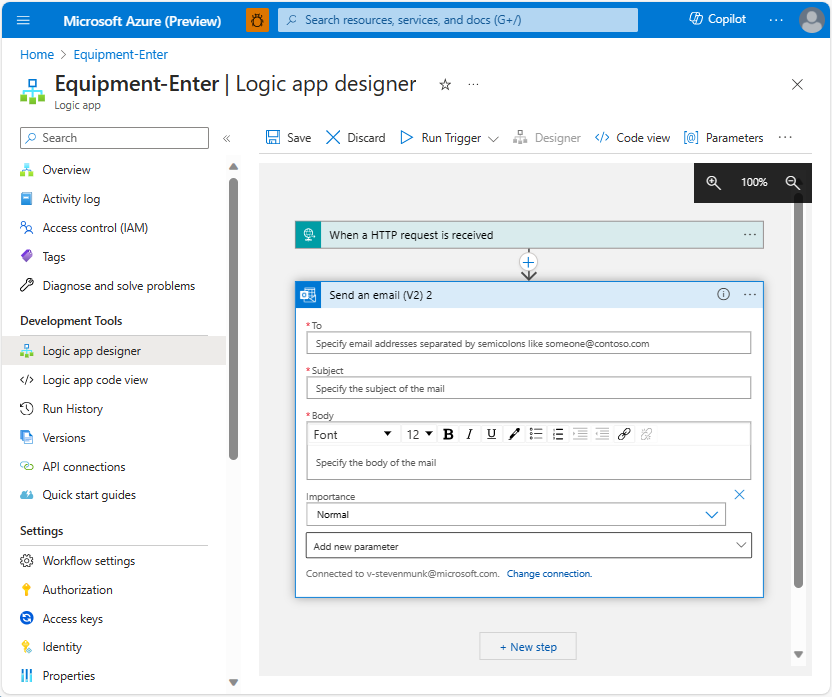 Microsoft Azure (Preview)
Search resources, services, and docs (G+/)
Copilot
Home > Equipment-Enter
Equipment-Enter | Logic app designer
Logic app
Search
Overview
Activity log
Access control (IAM)
Tags
Diagnose and solve problems
Development Tools
Logic app designer
Logic app code view
Run History
Versions
API connections
Quick start guides
Settings
Workflow settings
Authorization
Access keys
Identity
Properties
Save Discard Run Trigger Designer Code view Parameters
100%
When a HTTP request is received
Send an email (V2) 2
* To
Specify email addresses separated by semicolons like someone@contoso.com
* Subject
Specify the subject of the mail
* Body
Font 12 B I U
Specify the body of the mail
Importance
Normal
Add new parameter
Connected to v-stevenmunk@microsoft.com. Change connection.
+ New step